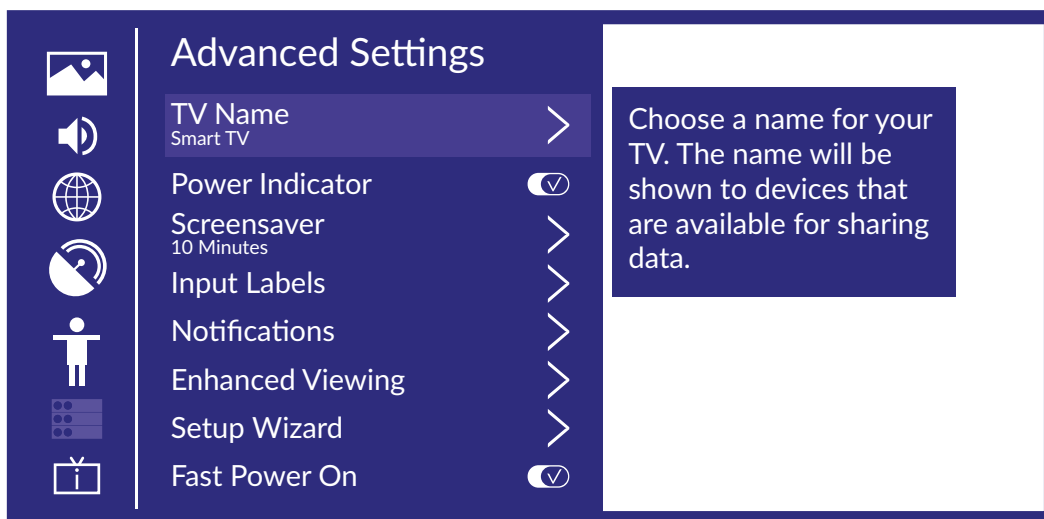 Advanced Settings
TV Name
Smart TV
Power Indicator
Screensaver
10 Minutes
Input Labels
Notifications
Enhanced Viewing
Setup Wizard
Fast Power On
Choose a name for your
TV. The name will be
shown to devices that
are available for sharing
data.
i